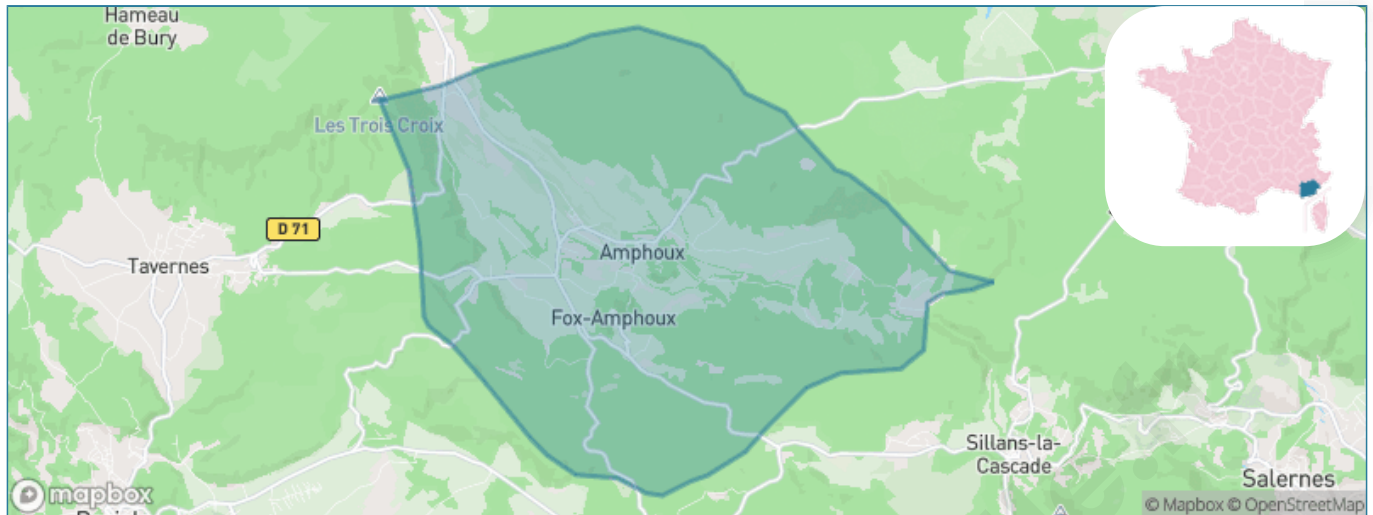 Hameau
de Bury
Les Trois Croix
D 71
Tavernes
Amphoux
Fox-Amphoux
Sillans-la-
Cascade
Salernes
mapbox
© Mapbox © OpenStreetMap